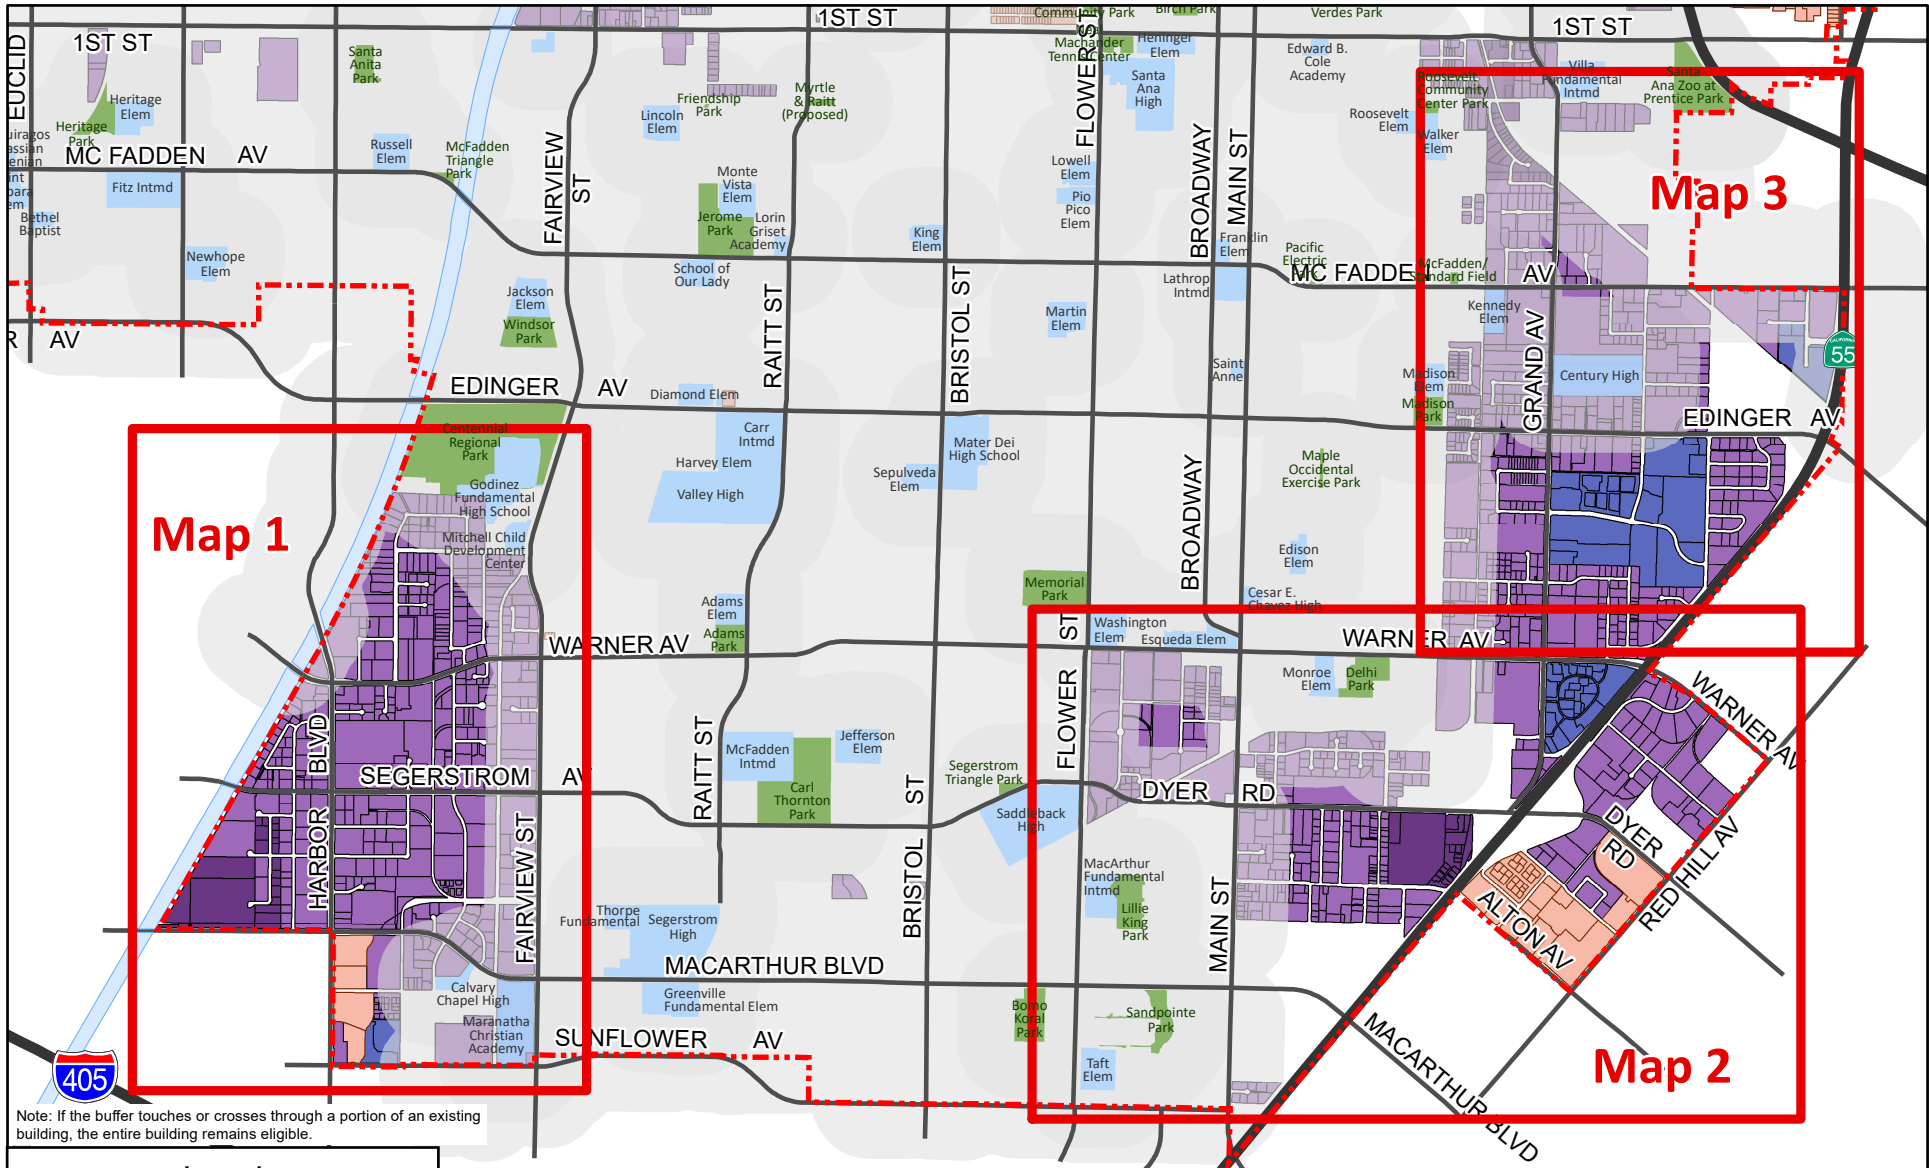 1ST ST
1ST ST
1ST ST
EUCLID
Santa
Anita
Park
Heritage
Elem
Heritage
Park
MC FADDEN AV
Fitz Intmd
Bethel
Baptist
Newhope
Elem
Russell
Elem
McFadden
Triangle
Park
FAIRVIEW
ST
Lincoln
Elem
Friendship
Park
Myrtle
& Raitt
(Proposed)
Monte
Vista
Elem
Jerome
Park
Lorin
Griset
Academy
School of
Our Lady
King
Elem
Community Park
Birch Park
Verdes Park
FLOWER ST
Machander
Tennis Center
Heninger
Elem
Santa
Ana
High
Edward B.
Cole
Academy
Lowell
Elem
Pio
Pico
Elem
BROADWAY
MAIN ST
Franklin
Elem
Lathrop
Intmd
Pacific
Electric
MC FADDEN AV
Roosevelt
Community
Center Park
Roosevelt
Elem
Walker
Elem
Villa
Fundamental
Intmd
Santa
Ana Zoo at
Prentice Park
Map 3
McFadden/
Standard Field
Kennedy
Elem
GRAND AV
CALIFORNIA
55
Century High
Madison
Elem
Madison
Park
EDINGER AV
AV
Jackson
Elem
Windsor
Park
EDINGER AV
RAITT ST
BRISTOL ST
Martin
Elem
Saint
Anne
Diamond Elem
Carr
Intmd
Harvey Elem
Valley High
Mater Dei
High School
Sepulveda
Elem
Maple
Occidental
Exercise Park
BROADWAY
Edison
Elem
Cesar E.
Chavez High
Memorial
Park
Centennial
Regional
Park
Godinez
Fundamental
High School
Mitchell Child
Development
Center
Map 1
Adams
Elem
Adams
Park
WARNER AV
Washington
Elem
Esqueda Elem
WARNER AV
Monroe
Elem
Delhi
Park
WARNER AV
FLOWER
ST
HARBOR BLVD
SEGERSTROM AV
RAITT ST
McFadden
Intmd
Jefferson
Elem
Carl
Thornton
Park
Segerstrom
Triangle Park
Saddleback
High
DYER RD
DYER
RD
RED HILL AV
ALTON AV
FAIRVIEW ST
BRISTOL ST
MAIN ST
MacArthur
Fundamental
Intmd
Lillie
King
Park
Thorpe
Fundamental
Segerstrom
High
MACARTHUR BLVD
Greenville
Fundamental Elem
Calvary
Chapel High
Maranatha
Christian
Academy
SUNFLOWER AV
Bomo
Koral
Park
Sandpointe
Park
Taft
Elem
MACARTHUR BLVD
Map 2
405
Note: If the buffer touches or crosses through a portion of an existing
building, the entire building remains eligible.